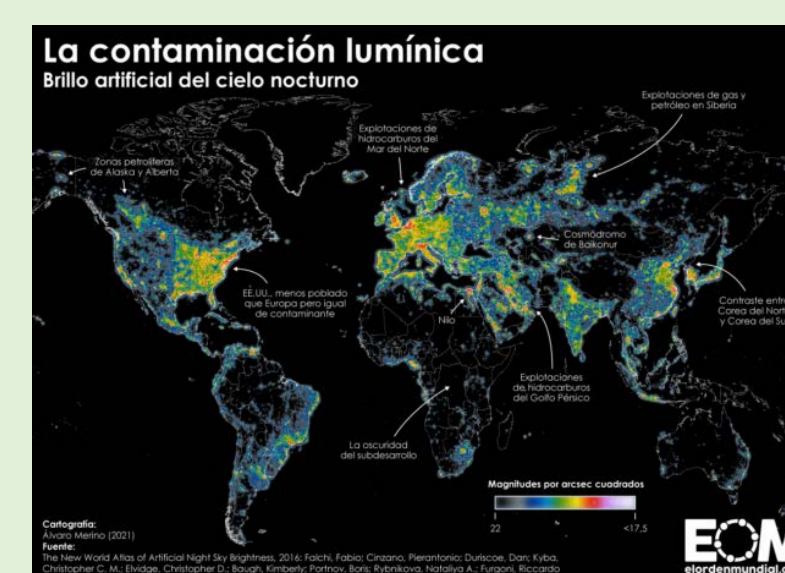 La contaminación lumínica
Brillo artificial del cielo nocturno
Explotaciones de gas y
petróleo en Siberia
Explotaciones de
hidrocarburos del
Mar del Norte
Zonas petrolíferas
de Alaska y Alberta
Cosmódromo
de Baikonur
EE.UU., menos poblado
que Europa pero igual
de contaminante
Nilo
Contraste entre
Corea del Norte
y Corea del Su
Explotaciones
de hidrocarburos
del Golfo Pérsico
La oscuridad
del subdesarrollo
Magnitudes por arcsec cuadrados
22
<17,5
Cartografía:
Álvaro Merino (2021)
Fuente:
The New World Atlas of Artificial Night Sky Brightness, 2016: Falchi, Fabio; Cinzano, Pierantonio; Duriscoe, Dan; Kyba,
Christopher C. M.; Elvidge, Christopher D.; Baugh, Kimberly; Portnov, Boris; Rybnikova, Nataliya A.; Furgoni, Riccardo
EOM
elordenmundial.c